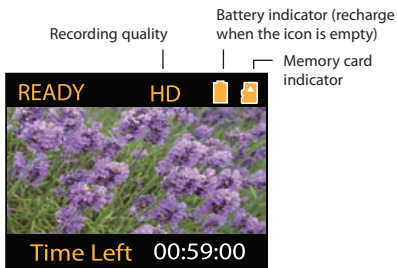 Recording quality
Battery indicator (recharge
when the icon is empty)
Memory card
indicator
READY HD
Time Left 00:59:00